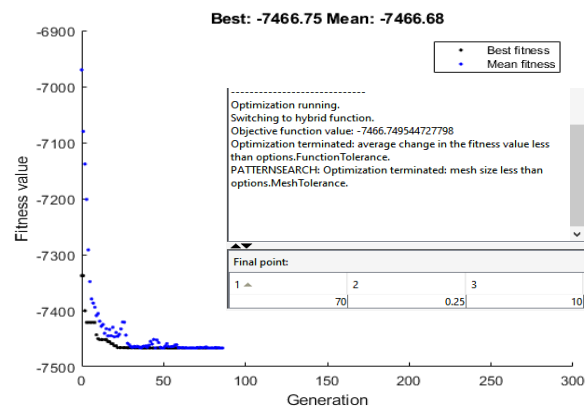 Best: -7466.75 Mean: -7466.68
-6900
-7000
-7100
-7200
-7300
-7400
-7500
Fitness value
Best fitness
Mean fitness
------------------------------
Optimization running.
Switching to hybrid function.
Objective function value: -7466.749544727798
Optimization terminated: average change in the fitness value less
than options.FunctionTolerance.
PATTERNSEARCH: Optimization terminated: mesh size less than
options.MeshTolerance.
Final point:
1 2 3
70 0.25 10
0 50 100 150 200 250 300
Generation